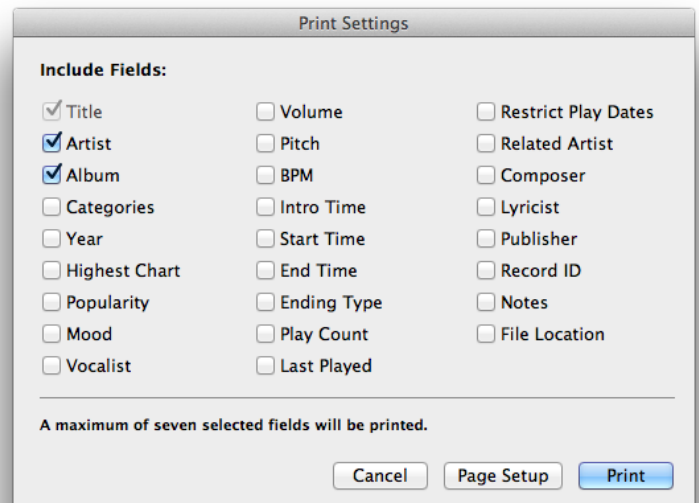 Print Settings
Include Fields:
Title
Artist
Album
Categories
Year
Highest Chart
Popularity
Mood
Vocalist
Volume
Pitch
BPM
Intro Time
Start Time
End Time
Ending Type
Play Count
Last Played
Restrict Play Dates
Related Artist
Composer
Lyricist
Publisher
Record ID
Notes
File Location
A maximum of seven selected fields will be printed.
Cancel
Page Setup
Print